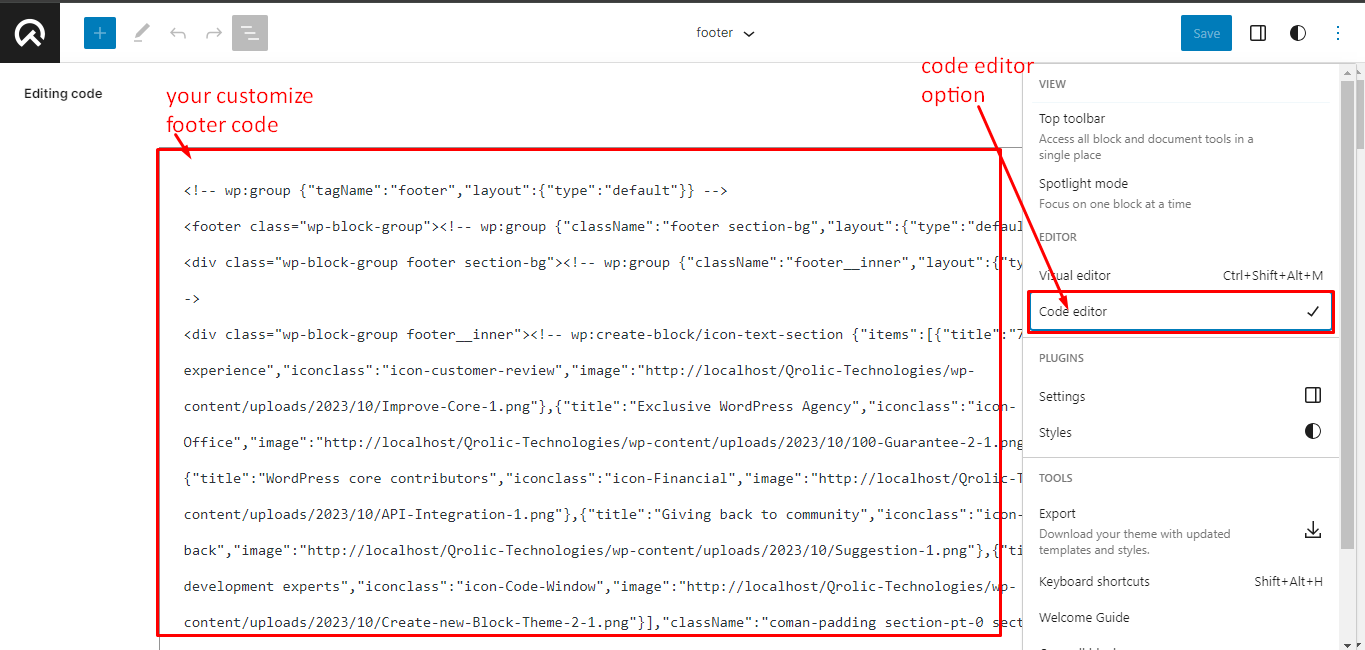 footer
Save
Editing code
your customize
footer code
<!-- wp:group {"tagName":"footer","layout":{"type":"default"}} -->
<footer class="wp-block-group"><!-- wp:group {"className":"footer section-bg","layout":{"type":"defaul
<div class="wp-block-group footer section-bg"><!-- wp:group {"className":"footer__inner","layout":{"ty
->
<div class="wp-block-group footer__inner"><!-- wp:create-block/icon-text-section {"items":[{"title":"7
experience","iconclass":"icon-customer-review","image":"http://localhost/Qrolic-Technologies/wp-
content/uploads/2023/10/Improve-Core-1.png"},{"title":"Exclusive WordPress Agency","iconclass":"icon-
Office","image":"http://localhost/Qrolic-Technologies/wp-content/uploads/2023/10/100-Guarantee-2-1.png
{"title":"WordPress core contributors","iconclass":"icon-Financial","image":"http://localhost/Qrolic-T
content/uploads/2023/10/API-Integration-1.png"},{"title":"Giving back to community","iconclass":"icon-
back","image":"http://localhost/Qrolic-Technologies/wp-content/uploads/2023/10/Suggestion-1.png"},{"ti
development experts","iconclass":"icon-Code-Window","image":"http://localhost/Qrolic-Technologies/wp-
content/uploads/2023/10/Create-new-Block-Theme-2-1.png"}],"className":"coman-padding section-pt-0 sect
code editor
option
VIEW
Top toolbar
Access all block and document tools in a
single place
Spotlight mode
Focus on one block at a time
EDITOR
Visual editor Ctrl+Shift+Alt+M
Code editor
PLUGINS
Settings
Styles
TOOLS
Export
Download your theme with updated
templates and styles.
Keyboard shortcuts Shift+Alt+H
Welcome Guide